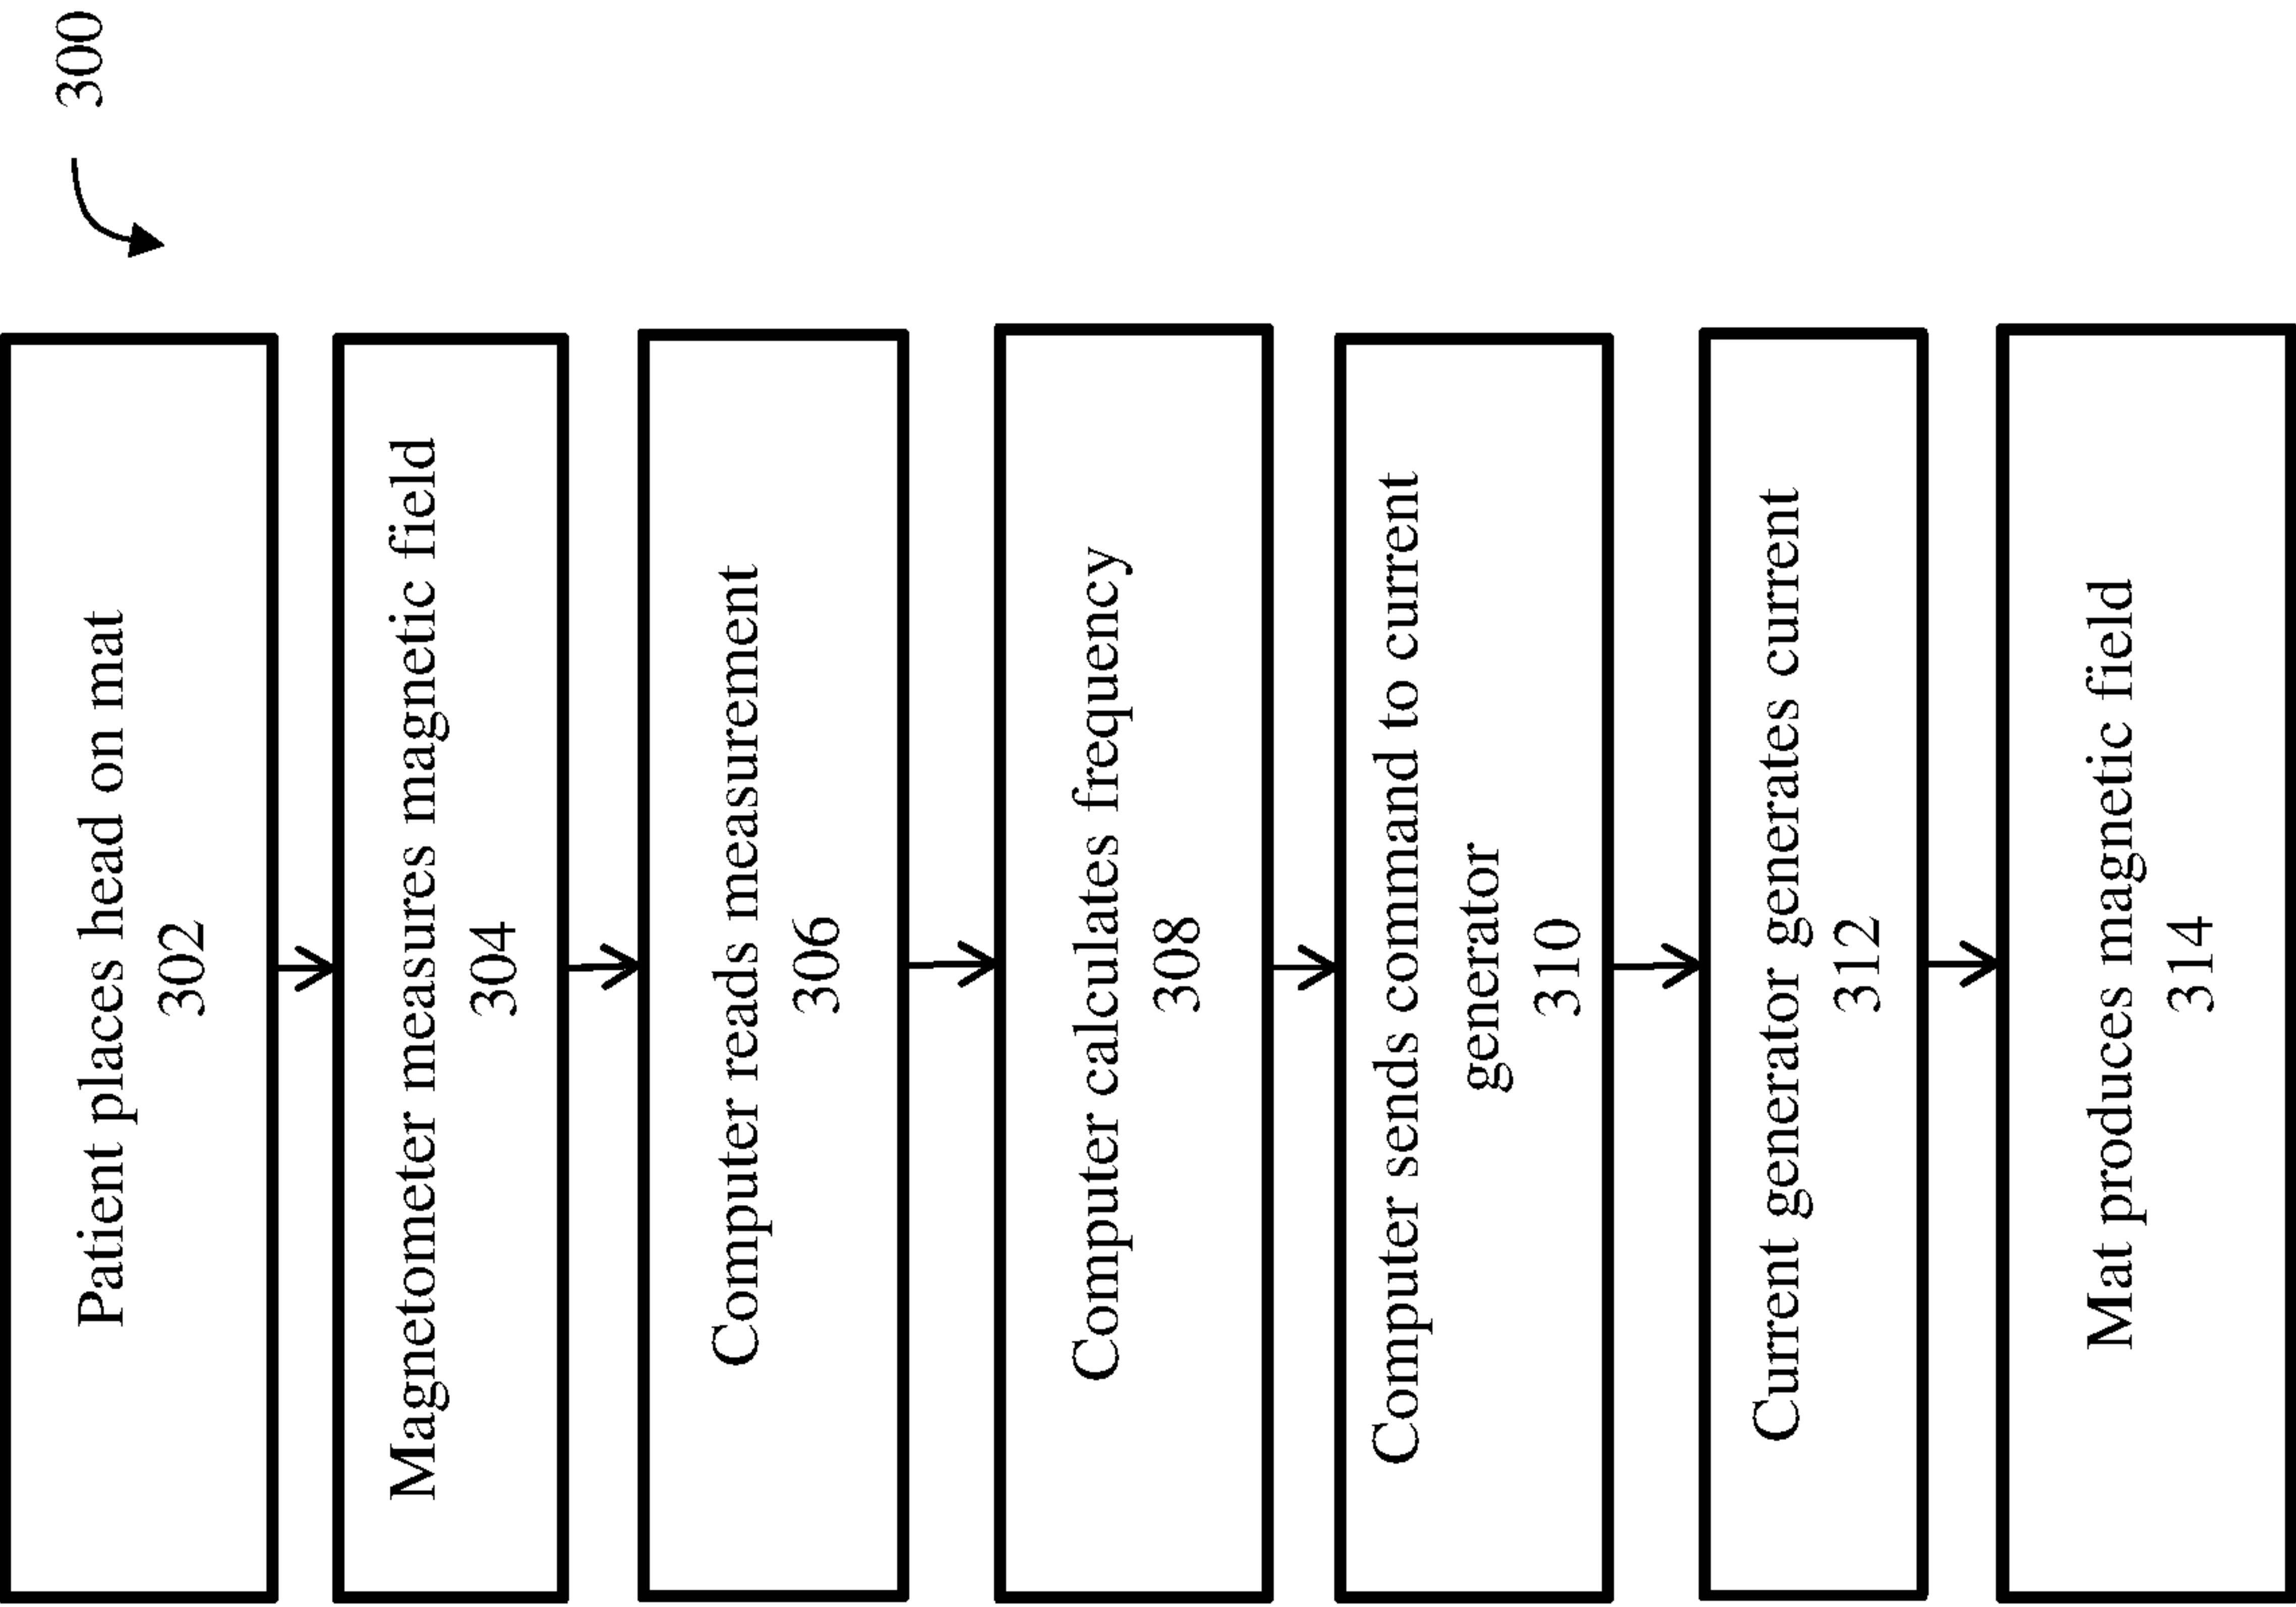 300
Patient places head on mat
302
Magnetometer measures magnetic field
304
Computer reads measurement
306
Computer calculates frequency
308
Computer sends command to current
generator
310
Current generator generates current
312
Mat produces magnetic field
314